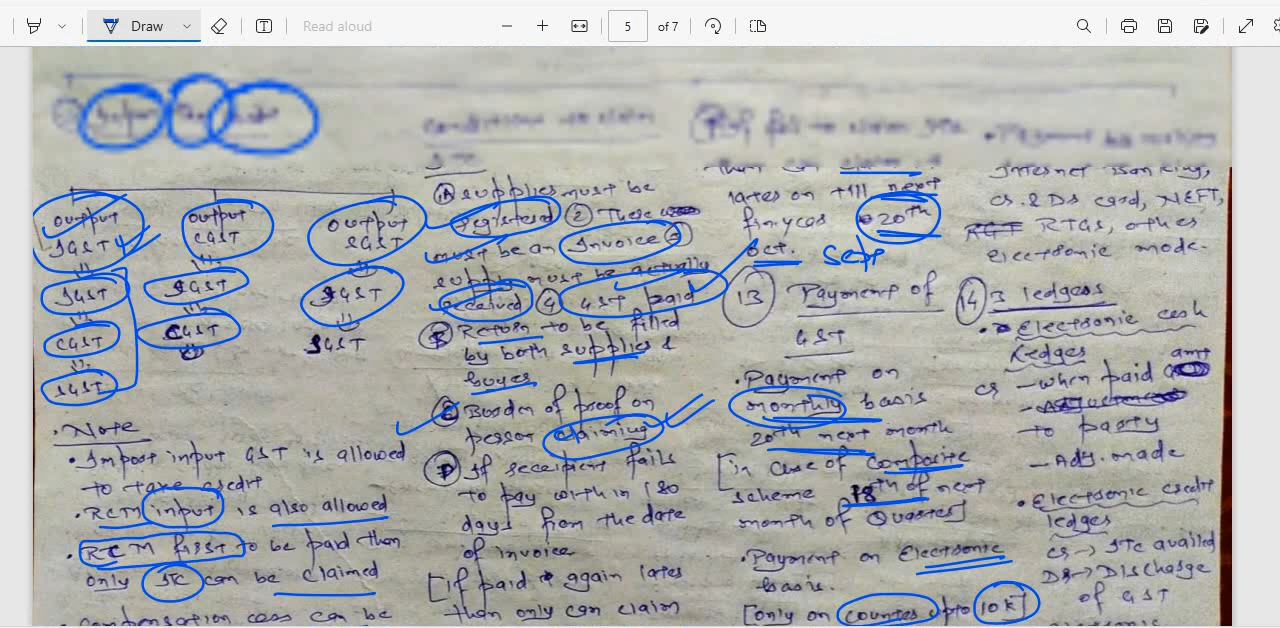 Draw
Read aloud
5
of 7
Output
IGST
IGST
CGST
SGST
Output
CGST
IGST
CGST
Output
SGST
IGST
SGST
• Note
• Import input GST is allowed
to take credit
• RCM input is also allowed
• RCM first to be paid then
only ITC can be claimed
compensation cess can be
① supplies must be
registered ② There
must be an Invoice ③
supply must be actually
received ④ GST paid
⑤ Return to be filled
by both supplies &
buyer
Burden of proof on
person claiming
⑦ If receipient fails
to pay within 180
days from the date
of invoice
[if paid again later
then only can claim
later on till next
fin year 20th
Oct. Sep
⑬ Payment of
GST
• Payment on
monthly basis
20th next month
[in case of composite
scheme 18th of next
month of Quarter]
• Payment on Electronic
basis.
[only on counter upto 10k]
Internet Banking,
cr. & Dr card, NEFT,
RTGS, other
Electronic mode.
⑭ 3 ledgers
• Electronic cash
ledger
cr - when paid amt
to party
- Adj. made
• Electronic credit
ledger
cr → ITC availed
Dr → Discharge
of GST